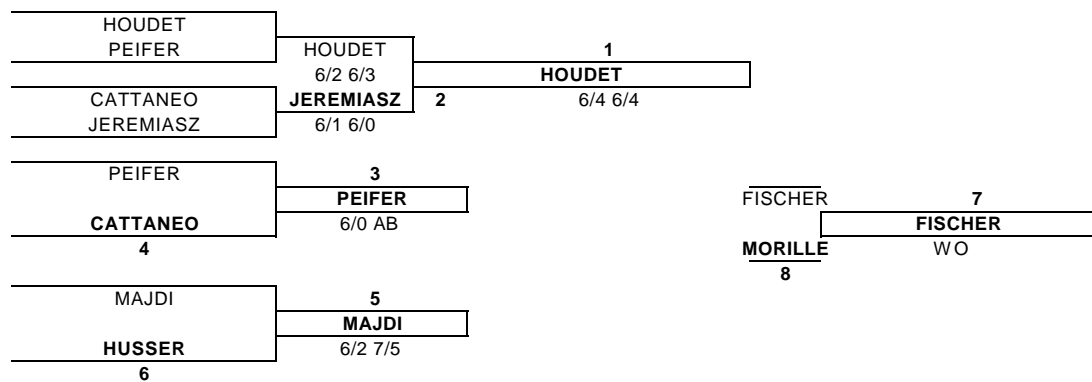 HOUDET
PEIFER
HOUDET
1
6/2 6/3
HOUDET
CATTANEO
JEREMIASZ
2
6/4 6/4
JEREMIASZ
6/1 6/0
PEIFER
3
PEIFER
FISCHER
7
CATTANEO
6/0 AB
FISCHER
4
MORILLE
WO
8
MAJDI
5
MAJDI
HUSSER
6/2 7/5
6